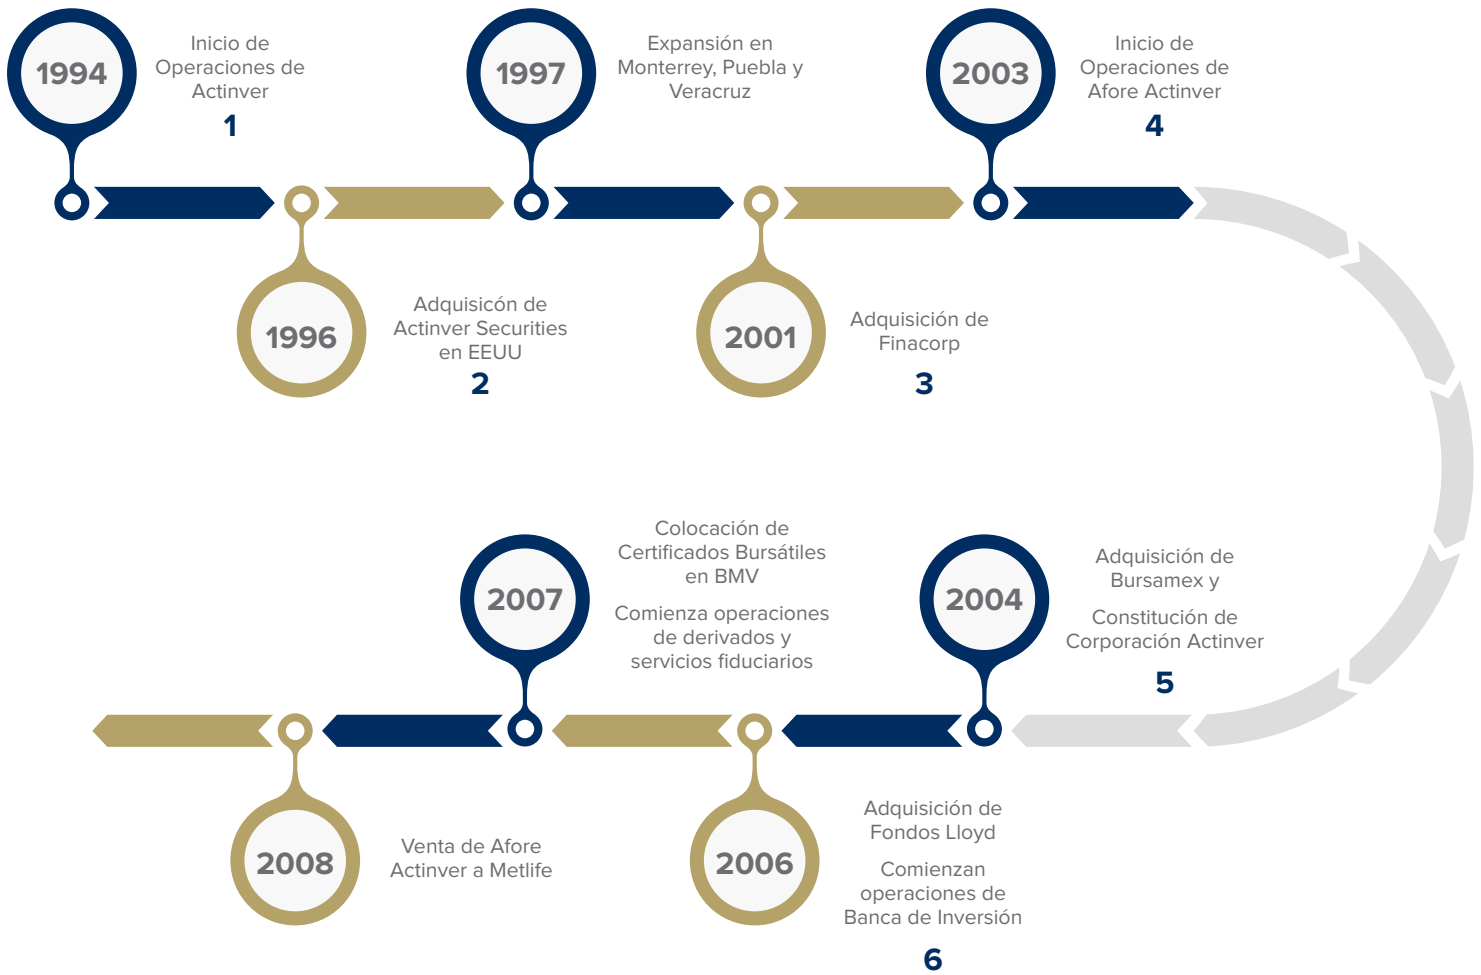 1994
Inicio de
Operaciones de
Actinver
1
1997
Expansión en
Monterrey, Puebla y
Veracruz
2003
Inicio de
Operaciones de
Afore Actinver
4
1996
Adquisicón de
Actinver Securities
en EEUU
2
2001
Adquisición de
Finacorp
3
2004
Adquisición de
Bursamex y
Constitución de
Corporación Actinver
5
2007
Colocación de
Certificados Bursátiles
en BMV
Comienza operaciones
de derivados y
servicios fiduciarios
2006
Adquisición de
Fondos Lloyd
Comienzan
operaciones de
Banca de Inversión
6
2008
Venta de Afore
Actinver a Metlife